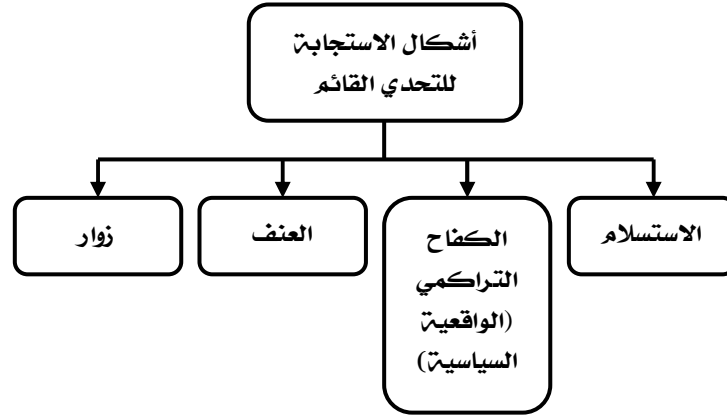 أشكال الاستجابة
للتحدي القائم
الاستسلام
الكفاح
التراكمي
(الواقعية
السياسية)
العنف
زوار